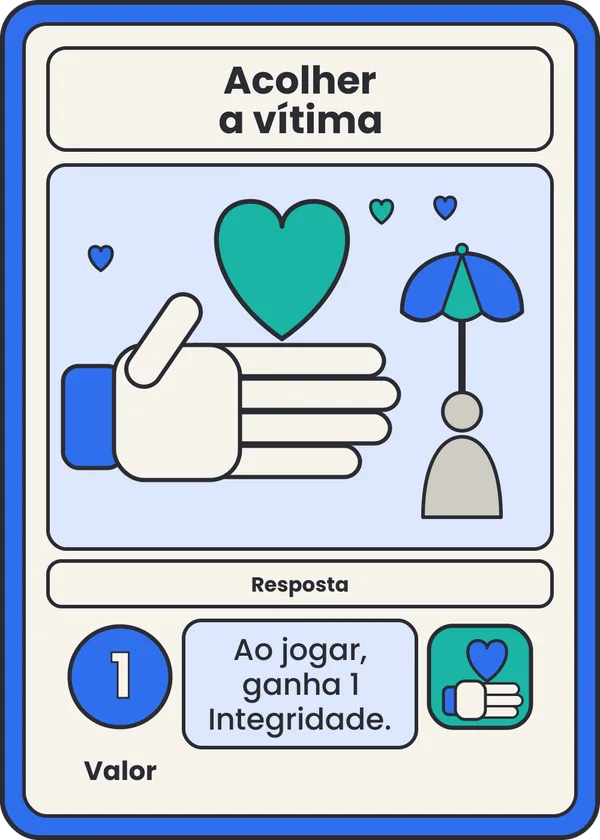 Acolher
a vítima
Resposta
1
Ao jogar,
ganha 1
Integridade.
Valor